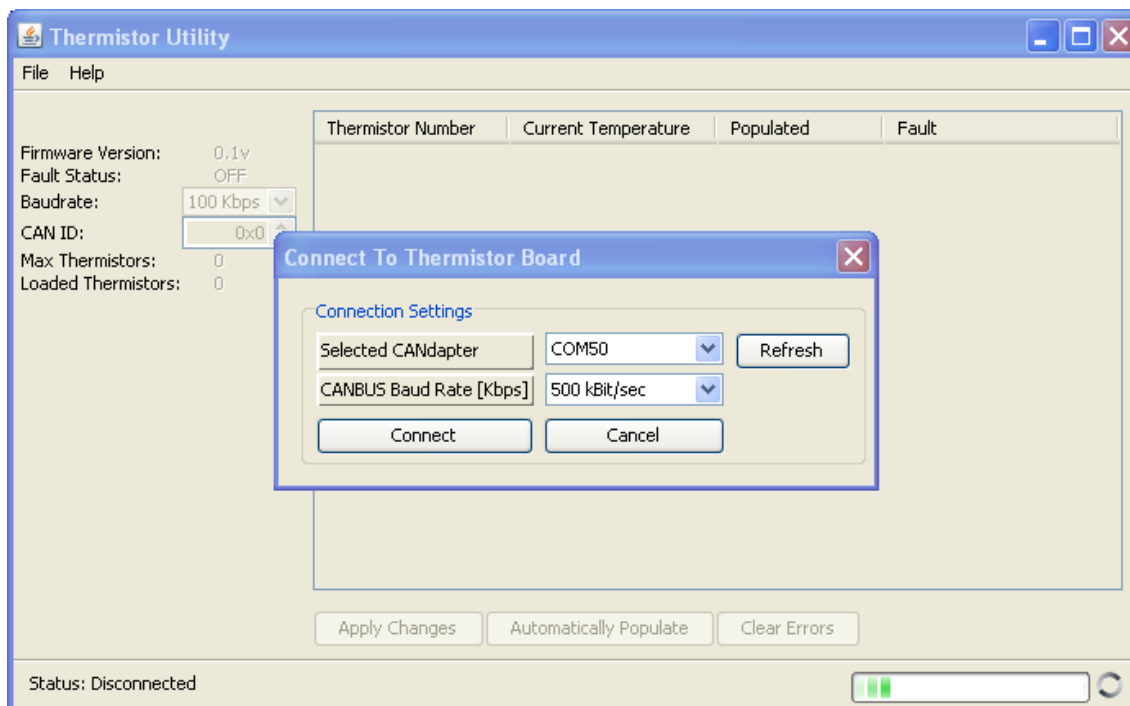 Thermistor Utility
File Help
Thermistor Number Current Temperature Populated Fault
Firmware Version: 0.1v
Fault Status: OFF
Baudrate: 100 Kbps
CAN ID: 0x0
Max Thermistors: 0
Loaded Thermistors: 0
Connect To Thermistor Board
Connection Settings
Selected CANdapter COM50 Refresh
CANBUS Baud Rate [Kbps] 500 kBit/sec
Connect Cancel
Apply Changes Automatically Populate Clear Errors
Status: Disconnected